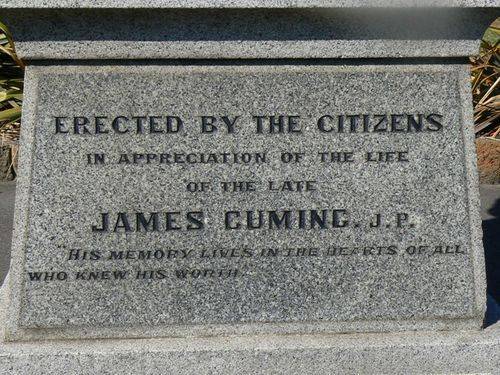 ERECTED BY THE CITIZENS
IN APPRECIATION OF THE LIFE
OF THE LATE
JAMES CUMING. J.P.
"HIS MEMORY LIVES IN THE HEARTS OF ALL
WHO KNEW HIS WORTH."